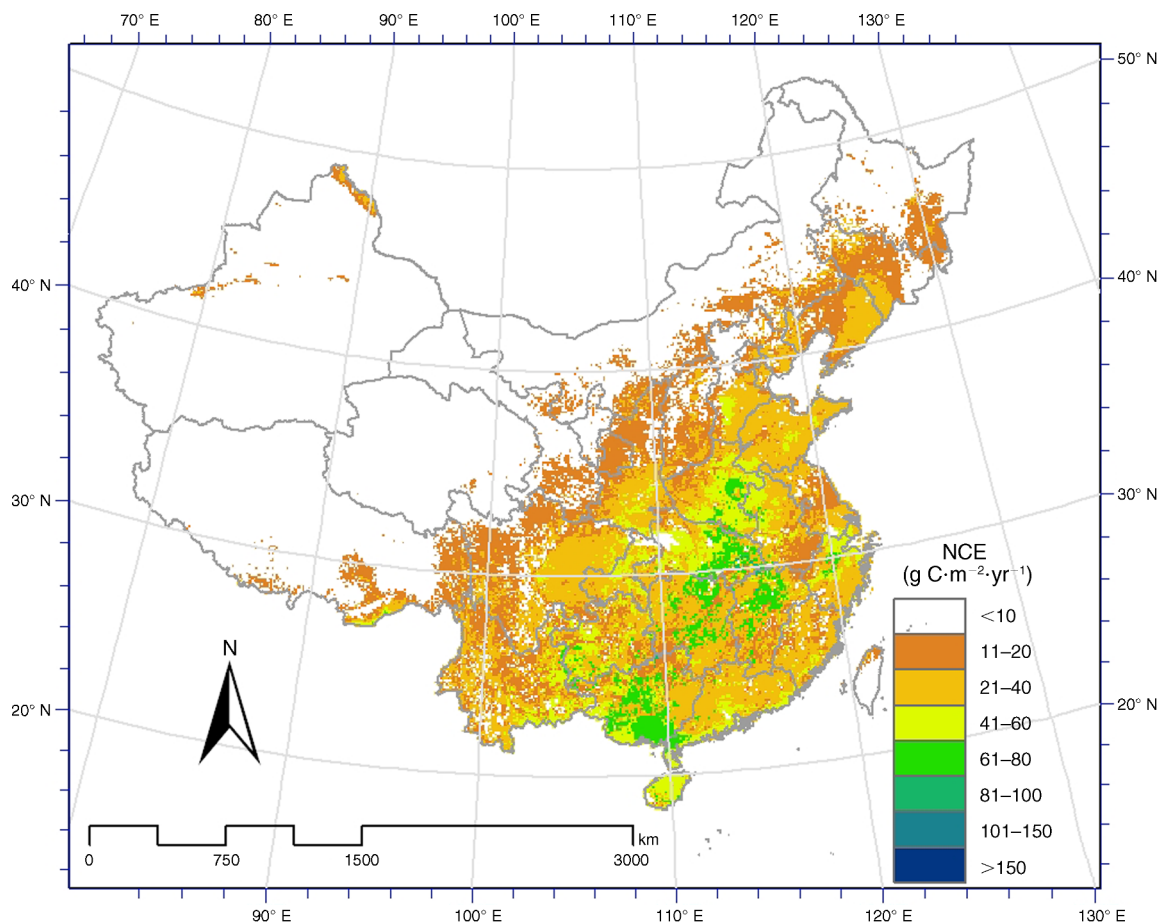 70° E 80° E 90° E 100° E 110° E 120° E 130° E
50° N
40° N 40° N
30° N 30° N
20° N 20° N
NCE
(g C·m⁻²·yr⁻¹)
<10
11–20
21–40
41–60
61–80
81–100
101–150
>150
N
km
0 750 1500 3000
90° E 100° E 110° E 120° E 130° E